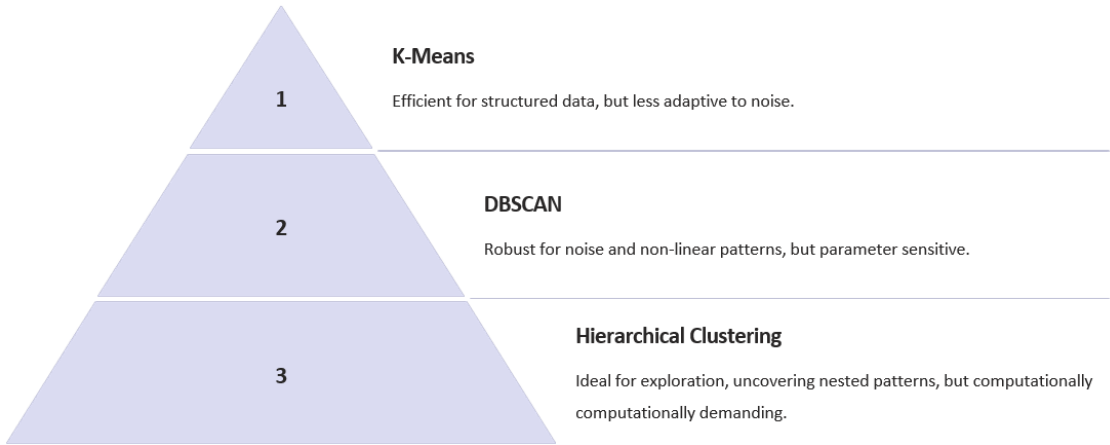 1
K-Means
Efficient for structured data, but less adaptive to noise.
2
DBSCAN
Robust for noise and non-linear patterns, but parameter sensitive.
3
Hierarchical Clustering
Ideal for exploration, uncovering nested patterns, but computationally
computationally demanding.